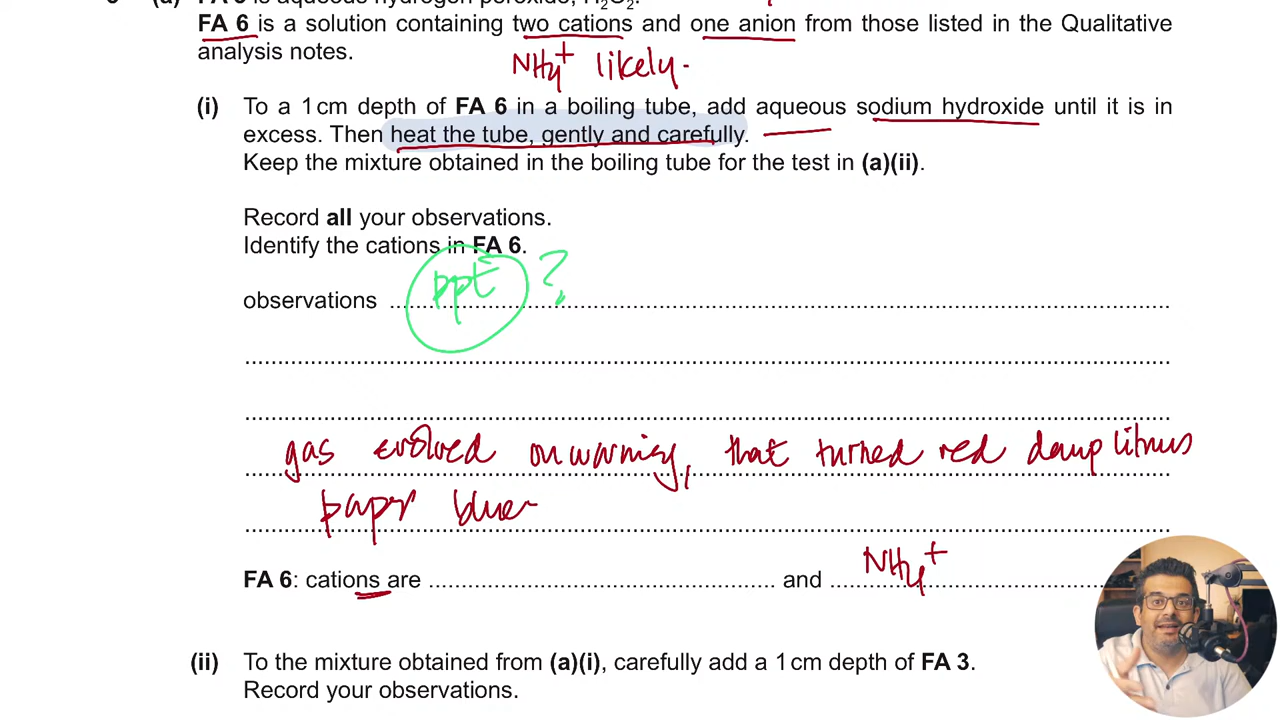 FA 6 is a solution containing two cations and one anion from those listed in the Qualitative
analysis notes.
NH4+ likely.
(i) To a 1 cm depth of FA 6 in a boiling tube, add aqueous sodium hydroxide until it is in
excess. Then heat the tube, gently and carefully.
Keep the mixture obtained in the boiling tube for the test in (a)(ii).
Record all your observations.
Identify the cations in FA 6.
ppt ?
observations
gas evolved on warming, that turned red damp litmus
paper blue
NH4+
FA 6: cations are and
(ii) To the mixture obtained from (a)(i), carefully add a 1 cm depth of FA 3.
Record your observations.